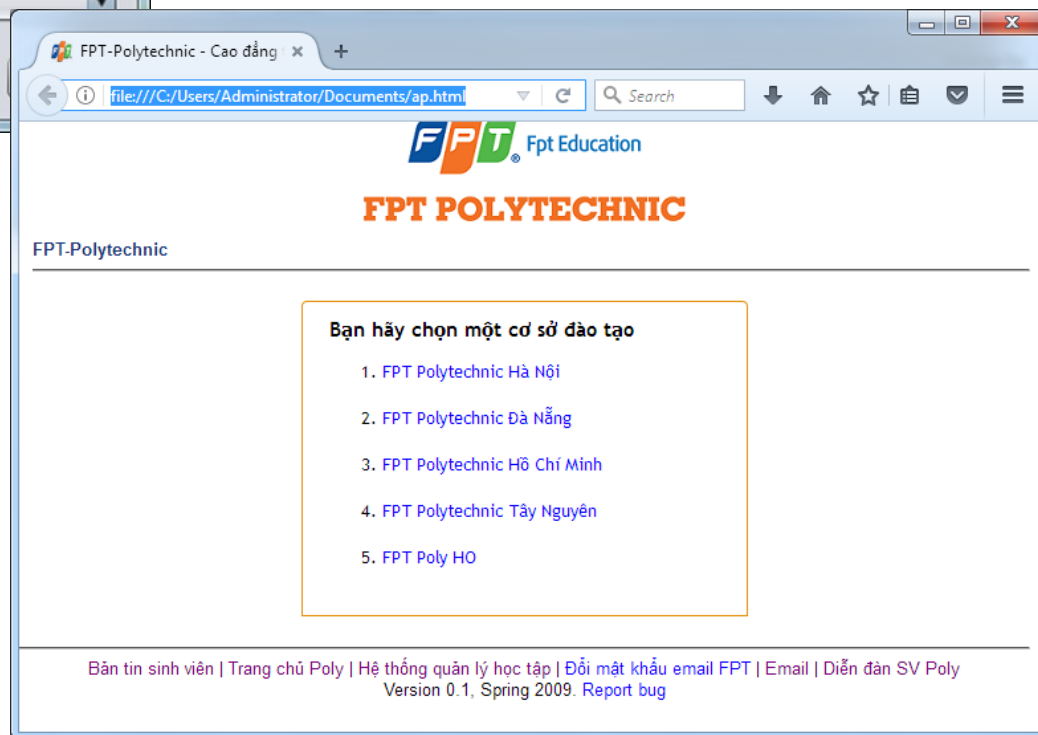 FPT-Polytechnic - Cao đẳng
file:///C:/Users/Administrator/Documents/ap.html
Search
FPT® Fpt Education
FPT POLYTECHNIC
FPT-Polytechnic
Bạn hãy chọn một cơ sở đào tạo
1. FPT Polytechnic Hà Nội
2. FPT Polytechnic Đà Nẵng
3. FPT Polytechnic Hồ Chí Minh
4. FPT Polytechnic Tây Nguyên
5. FPT Poly HO
Bản tin sinh viên | Trang chủ Poly | Hệ thống quản lý học tập | Đổi mật khẩu email FPT | Email | Diễn đàn SV Poly
Version 0.1, Spring 2009. Report bug